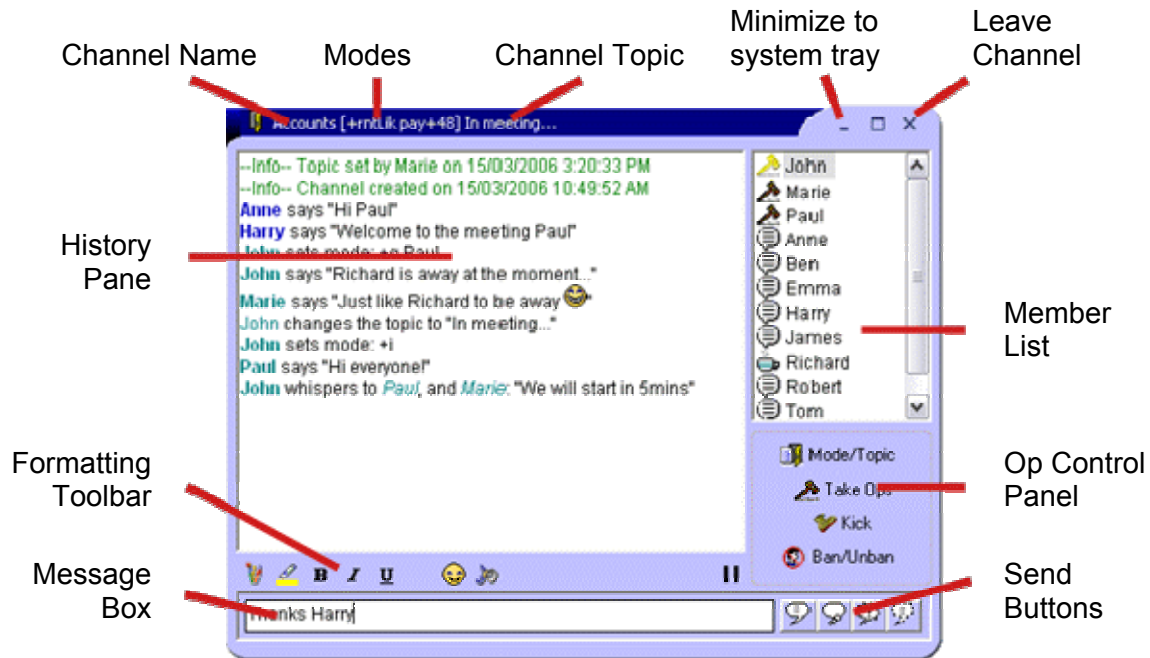 Minimize to
system tray
Leave
Channel
Channel Name
Modes
Channel Topic
Accounts [+rntLik pay+48] In meeting...
--Info-- Topic set by Marie on 15/03/2006 3:20:33 PM
--Info-- Channel created on 15/03/2006 10:49:52 AM
Anne says "Hi Paul"
Harry says "Welcome to the meeting Paul"
John sets mode: +q Paul
John says "Richard is away at the moment..."
Marie says "Just like Richard to be away "
John changes the topic to "In meeting..."
John sets mode: +i
Paul says "Hi everyone!"
John whispers to Paul, and Marie: "We will start in 5mins"
John
Marie
Paul
Anne
Ben
Emma
Harry
James
Richard
Robert
Tom
History
Pane
Member
List
Mode/Topic
Take Ops
Kick
Ban/Unban
Formatting
Toolbar
Op Control
Panel
B I U
Message
Box
Thanks Harry
Send
Buttons